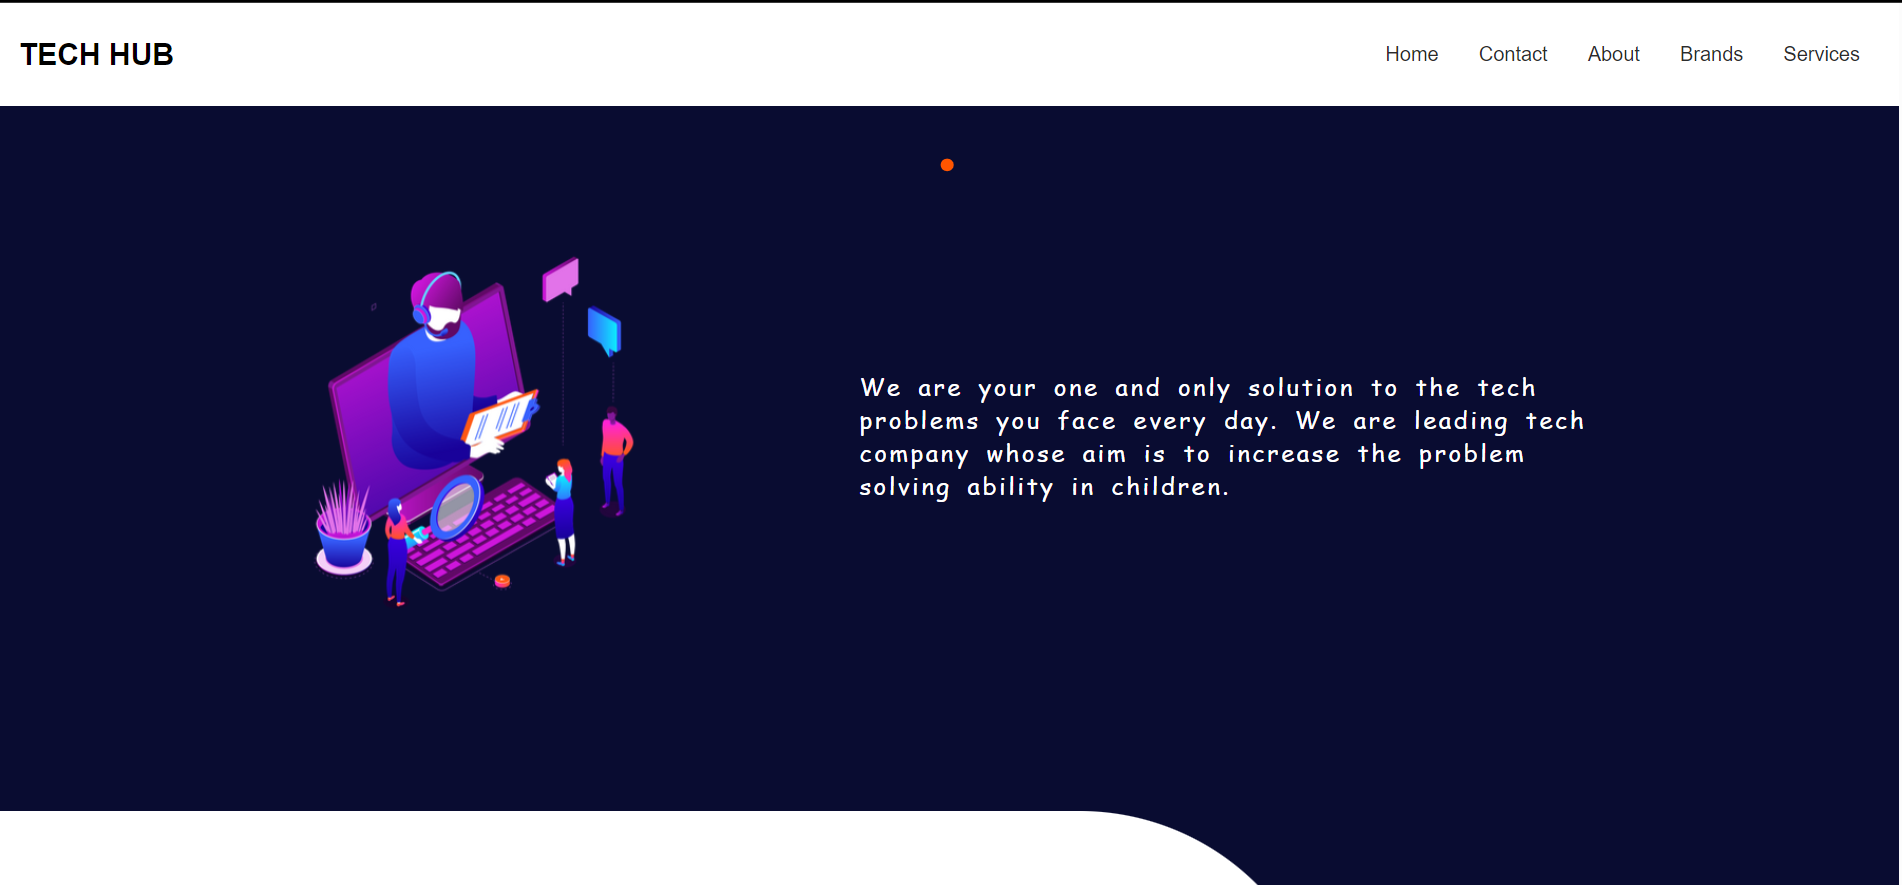 TECH HUB
Home Contact About Brands Services
We are your one and only solution to the tech
problems you face every day. We are leading tech
company whose aim is to increase the problem
solving ability in children.